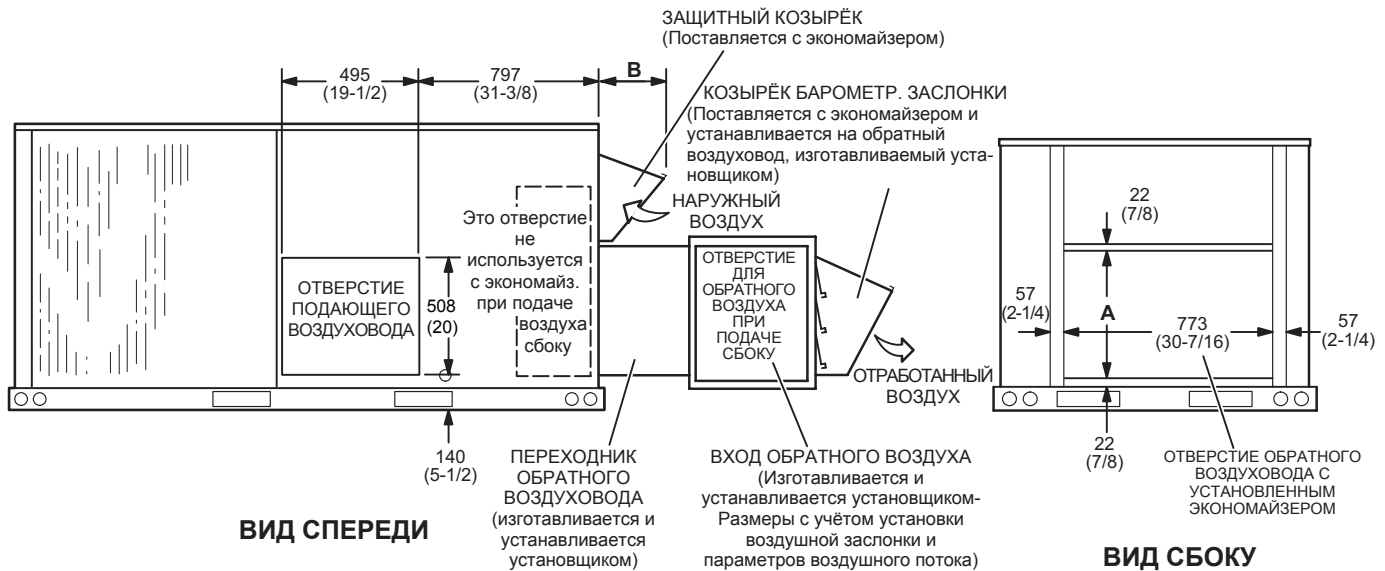 ЗАЩИТНЫЙ КОЗЫРЁК
(Поставляется с экономайзером)
495
(19-1/2)
797
(31-3/8)
B
КОЗЫРЁК БАРОМЕТР. ЗАСЛОНКИ
(Поставляется с экономайзером и
устанавливается на обратный
воздуховод, изготавливаемый уста-
новщиком)
НАРУЖНЫЙ
ВОЗДУХ
Это отверстие
не
используется
с экономайз.
при подаче
воздуха
сбоку
ОТВЕРСТИЕ
ПОДАЮЩЕГО
ВОЗДУХОВОДА
508
(20)
ОТВЕРСТИЕ
ДЛЯ
ОБРАТНОГО
ВОЗДУХА
ПРИ
ПОДАЧЕ
СБОКУ
ОТРАБОТАННЫЙ
ВОЗДУХ
140
(5-1/2)
ПЕРЕХОДНИК
ОБРАТНОГО
ВОЗДУХОВОДА
(изготавливается и
устанавливается
установщиком)
ВХОД ОБРАТНОГО ВОЗДУХА
(Изготавливается и
устанавливается установщиком-
Размеры с учётом установки
воздушной заслонки и
параметров воздушного потока)
ВИД СПЕРЕДИ
22
(7/8)
57
(2-1/4)
A
773
(30-7/16)
57
(2-1/4)
22
(7/8)
ОТВЕРСТИЕ ОБРАТНОГО
ВОЗДУХОВОДА С
УСТАНОВЛЕННЫМ
ЭКОНОМАЙЗЕРОМ
ВИД СБОКУ